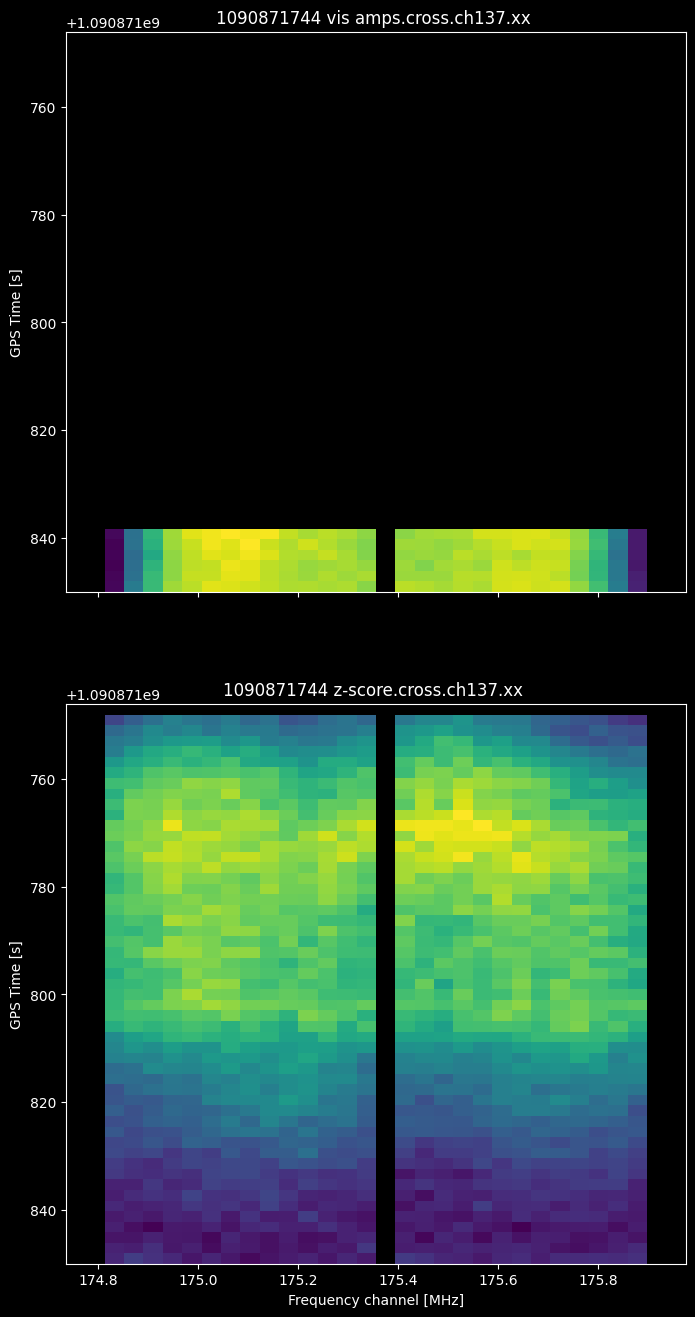 1090871744 vis amps.cross.ch137.xx
+1.090871e9
760
780
800
820
840
GPS Time [s]
1090871744 z-score.cross.ch137.xx
+1.090871e9
760
780
800
820
840
GPS Time [s]
174.8 175.0 175.2 175.4 175.6 175.8
Frequency channel [MHz]